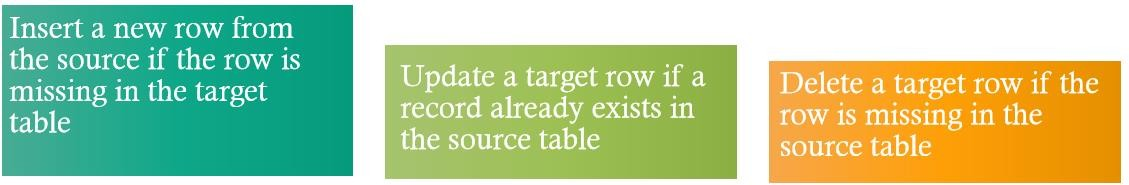 Insert a new row from
the source if the row is
missing in the target
table
Update a target row if a
record already exists in
the source table
Delete a target row if the
row is missing in the
source table